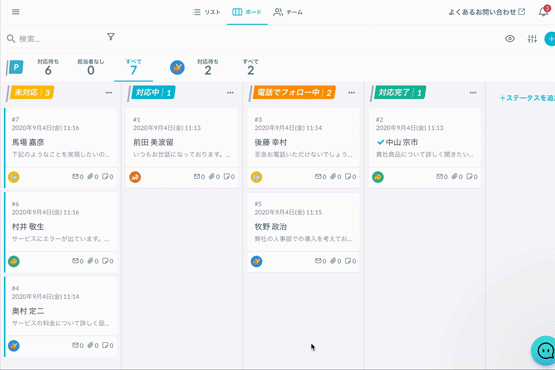 リスト
ボード
チーム
よくあるお問い合わせ
3
検索...
P
対応待ち
6
担当者なし
0
すべて
7
対応待ち
2
すべて
2
未対応 3
対応中 1
電話でフォロー中 2
対応完了 1
+ステータスを追
#7
2020年9月4日(金) 11:16
馬場 嘉彦
下記のようなことを実現したいの...
0 0 0
#6
2020年9月4日(金) 11:16
村井 敬生
サービスにエラーが出ています。...
0 0 0
#4
2020年9月4日(金) 11:14
奥村 定二
サービスの料金について詳しく話...
0 0 0
#1
2020年9月4日(金) 11:13
前田 美波留
いつもお世話になっております。...
0 0 0
#3
2020年9月4日(金) 11:14
後藤 幸村
至急お電話いただけないでしょう...
0 0 0
#5
2020年9月4日(金) 11:15
牧野 政治
弊社の人事部での導入を考えてお...
0 0 0
#2
2020年9月4日(金) 11:13
中山 宗市
貴社商品について詳しく聞きたい...
0 0 0